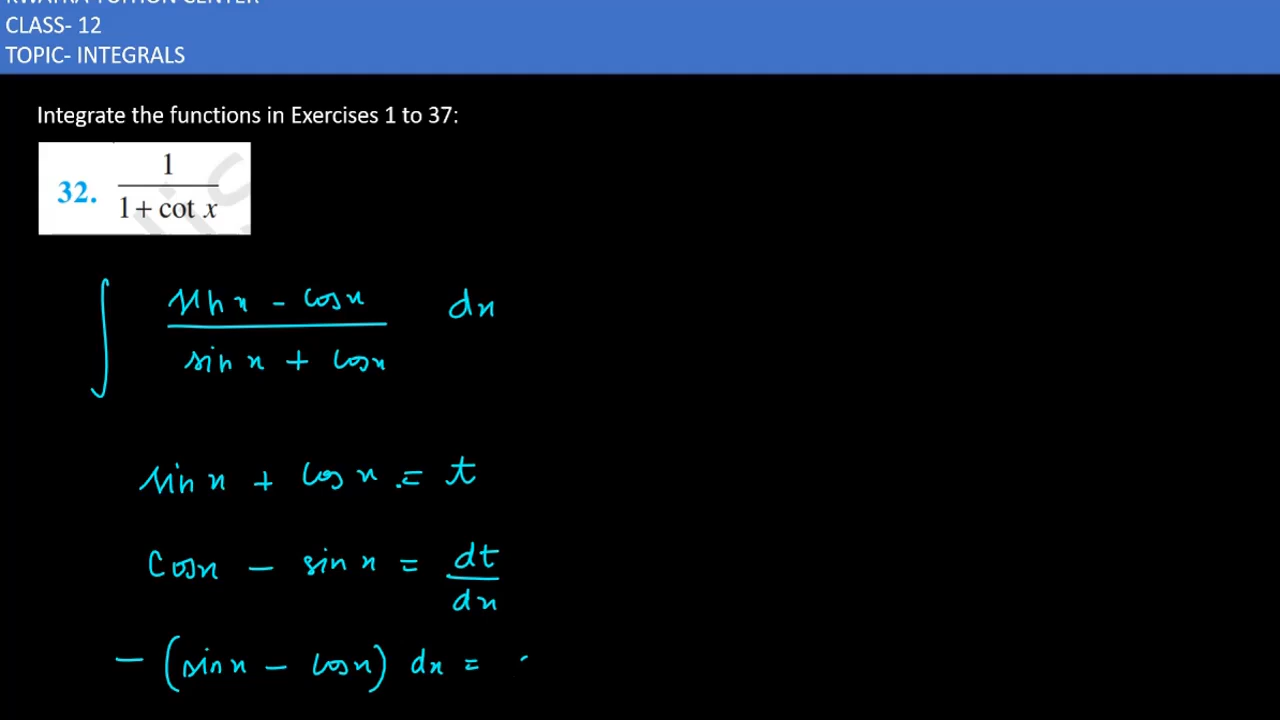 CLASS- 12
TOPIC- INTEGRALS
Integrate the functions in Exercises 1 to 37:
32. 1 / (1 + cot x)
∫ (sin x - cos x) / (sin x + cos x) dx
sin x + cos x = t
cos x - sin x = dt / dx
- (sin x - cos x) dx =